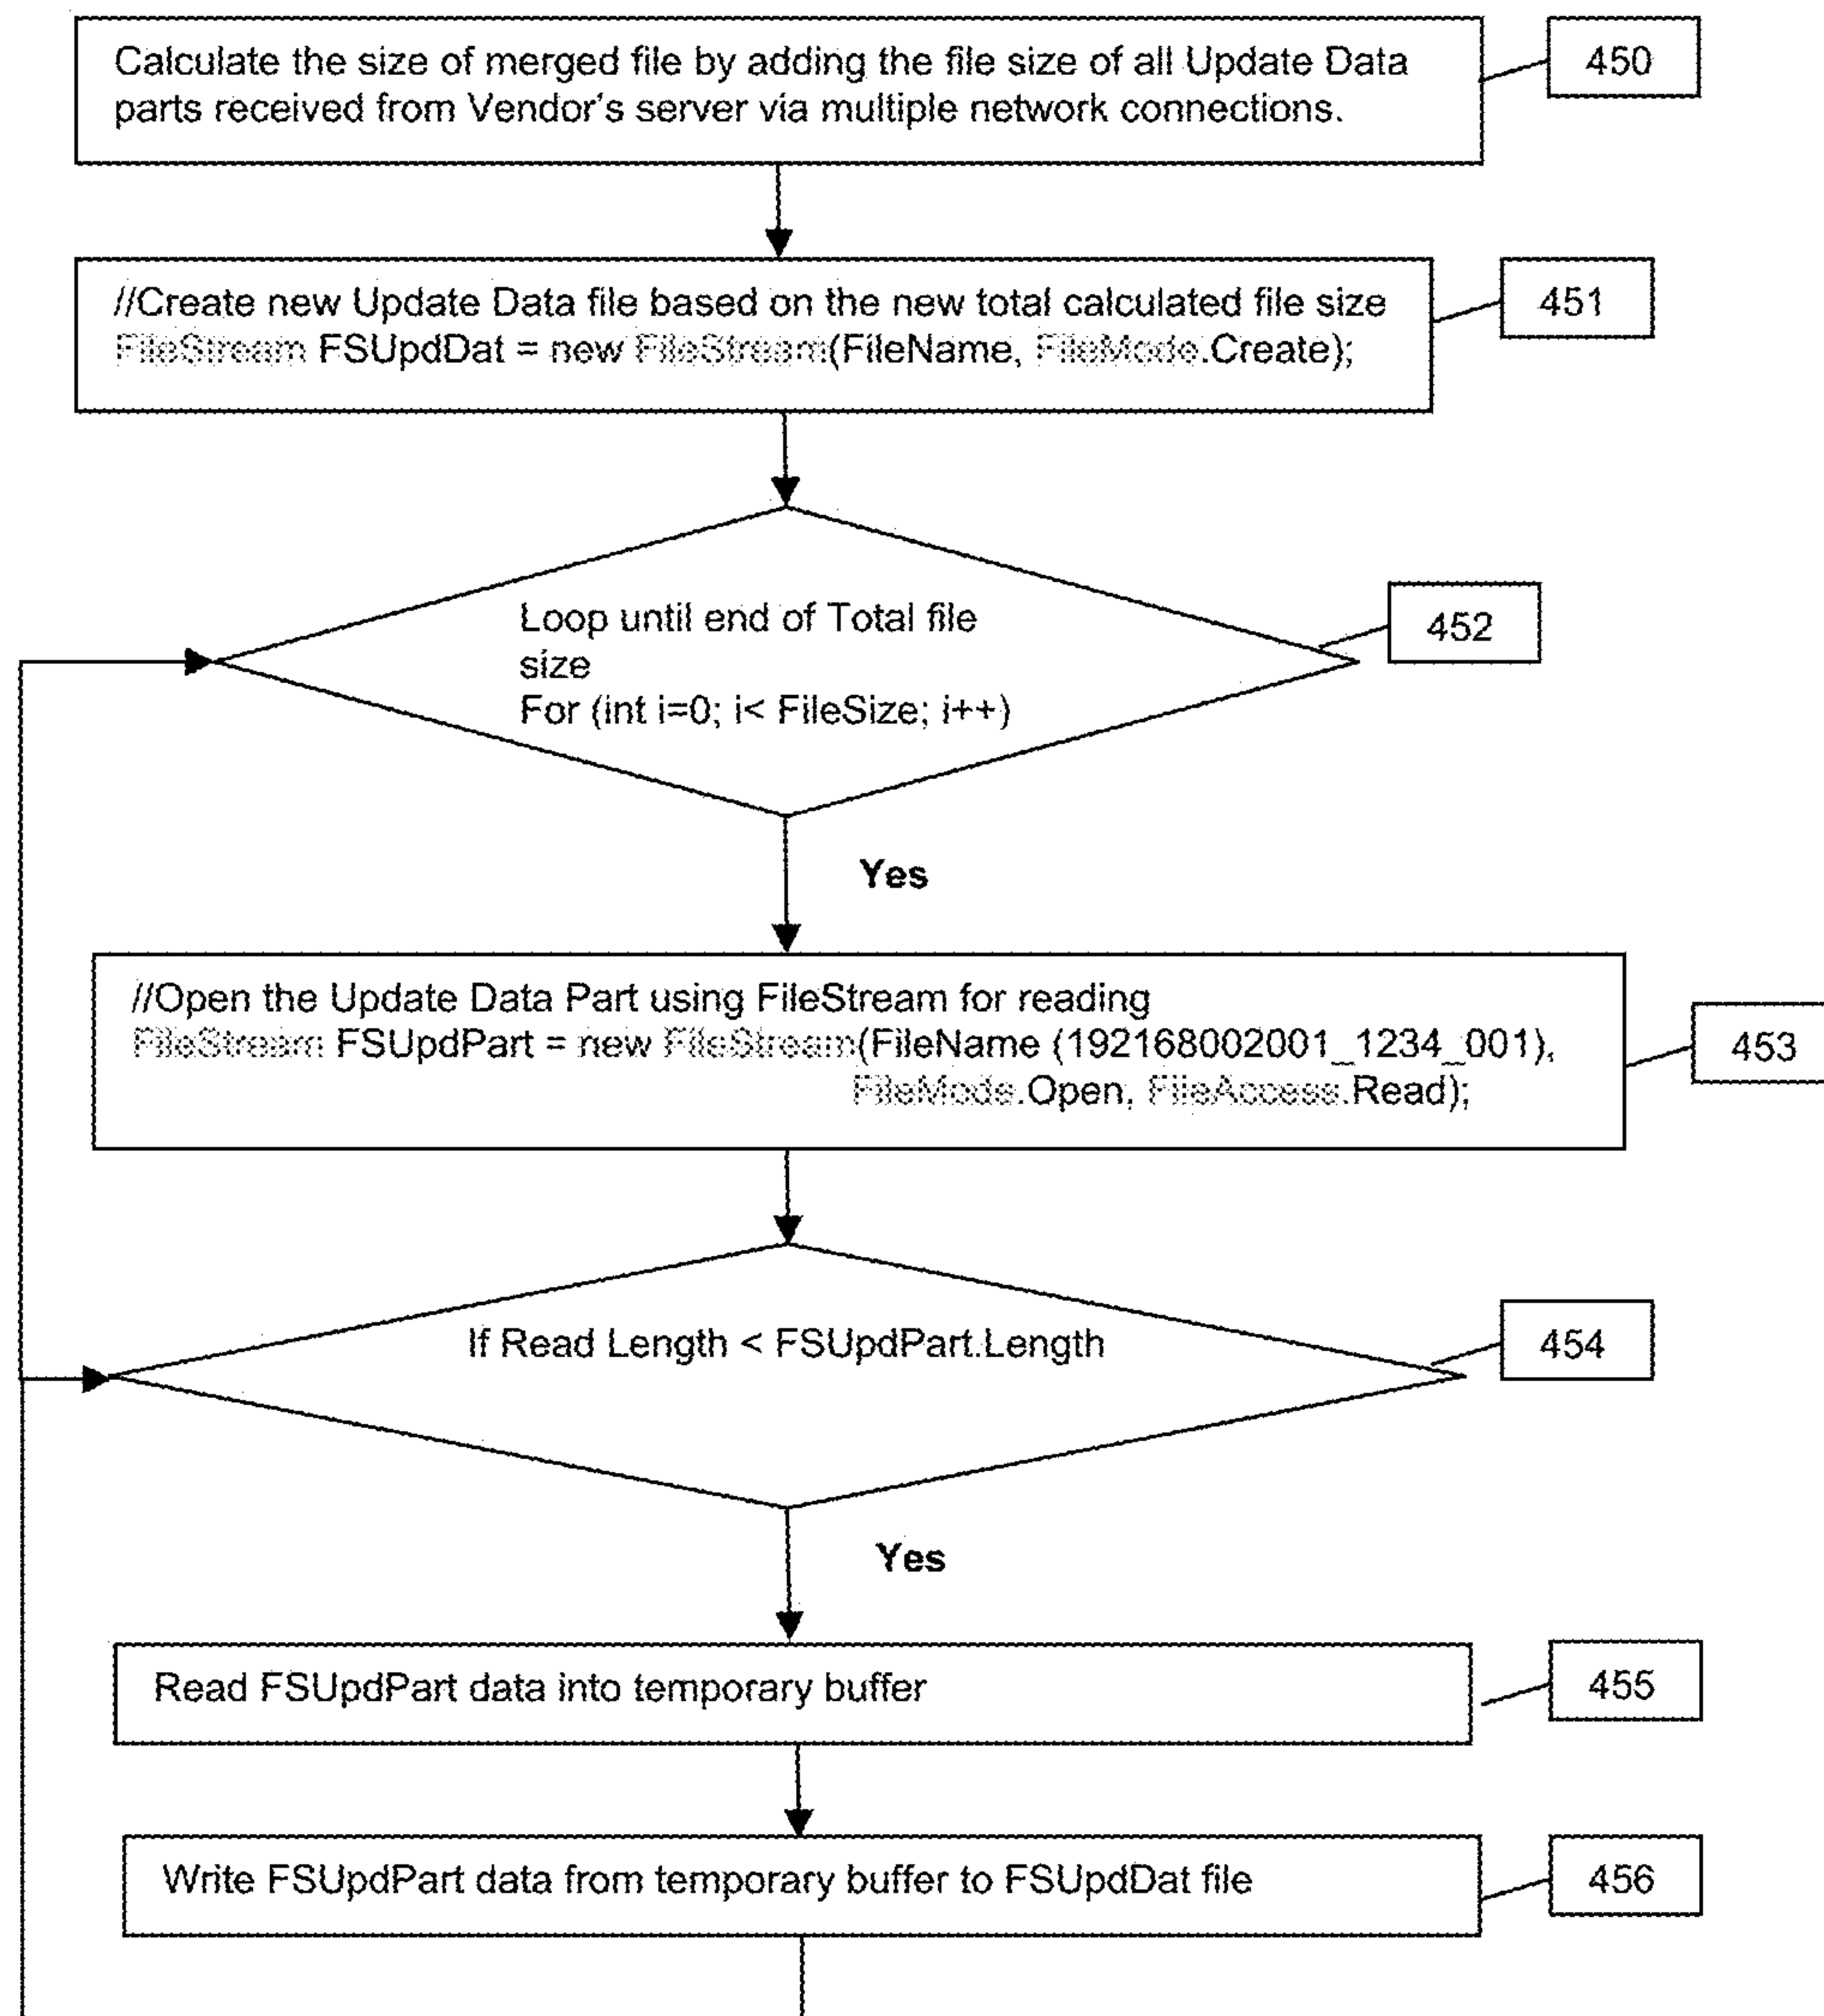 Calculate the size of merged file by adding the file size of all Update Data
parts received from Vendor's server via multiple network connections.
450
//Create new Update Data file based on the new total calculated file size
FileStream FSUpdDat = new FileStream(FileName, FileMode.Create);
451
Loop until end of Total file
size
For (int i=0; i< FileSize; i++)
452
Yes
//Open the Update Data Part using FileStream for reading
FileStream FSUpdPart = new FileStream(FileName (192168002001_1234_001),
FileMode.Open, FileAccess.Read);
453
If Read Length < FSUpdPart.Length
454
Yes
Read FSUpdPart data into temporary buffer
455
Write FSUpdPart data from temporary buffer to FSUpdDat file
456